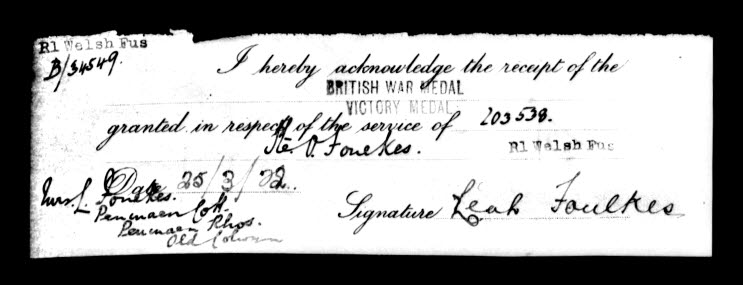 Rl Welsh Fus
B/34549.
I hereby acknowledge the receipt of the
BRITISH WAR MEDAL
VICTORY MEDAL
granted in respect of the service of 203538.
Pte. O. Foulkes.
Rl Welsh Fus
Date 25/3/22.
Mrs. L. Foulkes.
Penmaen Cott.
Penmaen Rhos.
Old Colwyn
Signature Leah Foulkes